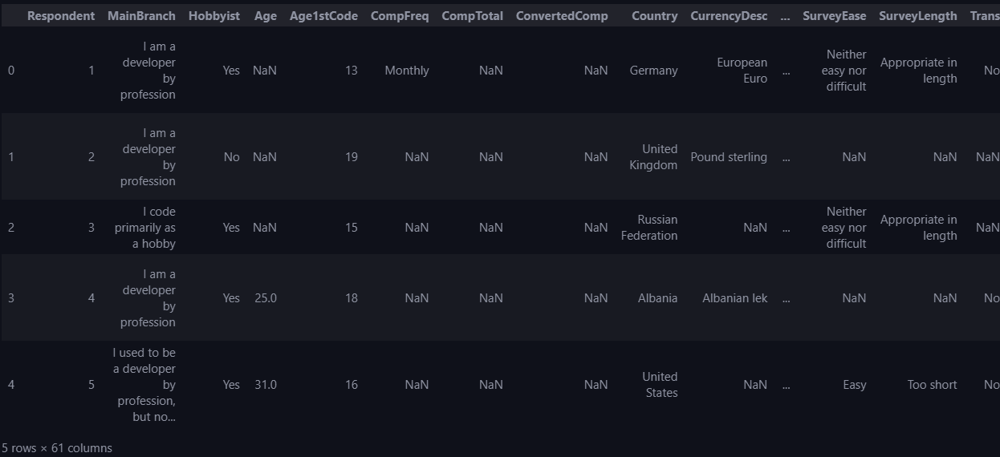 Respondent MainBranch Hobbyist Age Age1stCode CompFreq CompTotal ConvertedComp Country CurrencyDesc ... SurveyEase SurveyLength Trans
0 1 I am a developer by profession Yes NaN 13 Monthly NaN NaN Germany European Euro ... Neither easy nor difficult Appropriate in length No
1 2 I am a developer by profession No NaN 19 NaN NaN NaN United Kingdom Pound sterling ... NaN NaN NaN
2 3 I code primarily as a hobby Yes NaN 15 NaN NaN NaN Russian Federation NaN ... Neither easy nor difficult Appropriate in length NaN
3 4 I am a developer by profession Yes 25.0 18 NaN NaN NaN Albania Albanian lek ... NaN NaN No
4 5 I used to be a developer by profession, but no... Yes 31.0 16 NaN NaN NaN United States NaN ... Easy Too short No
5 rows × 61 columns